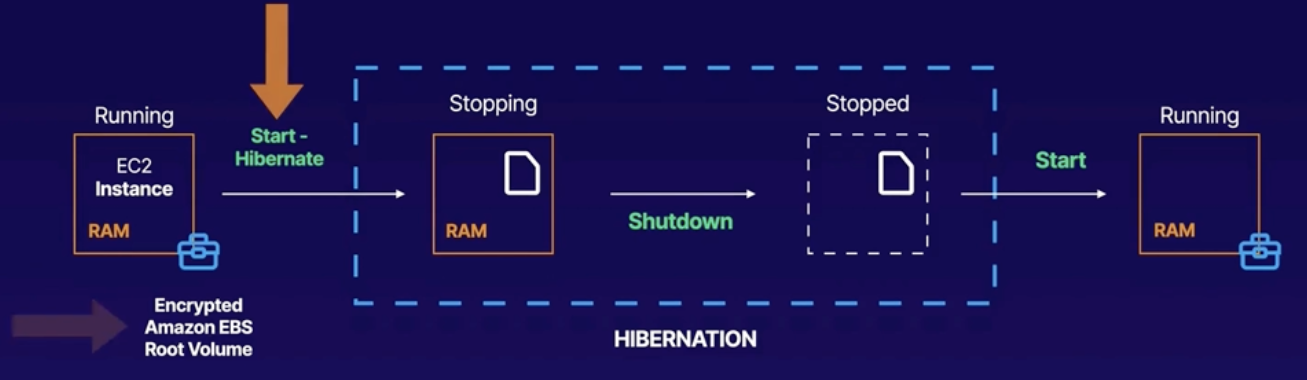 Running
EC2
Instance
RAM
Encrypted
Amazon EBS
Root Volume
Start -
Hibernate
Stopping
RAM
Shutdown
Stopped
HIBERNATION
Start
Running
RAM